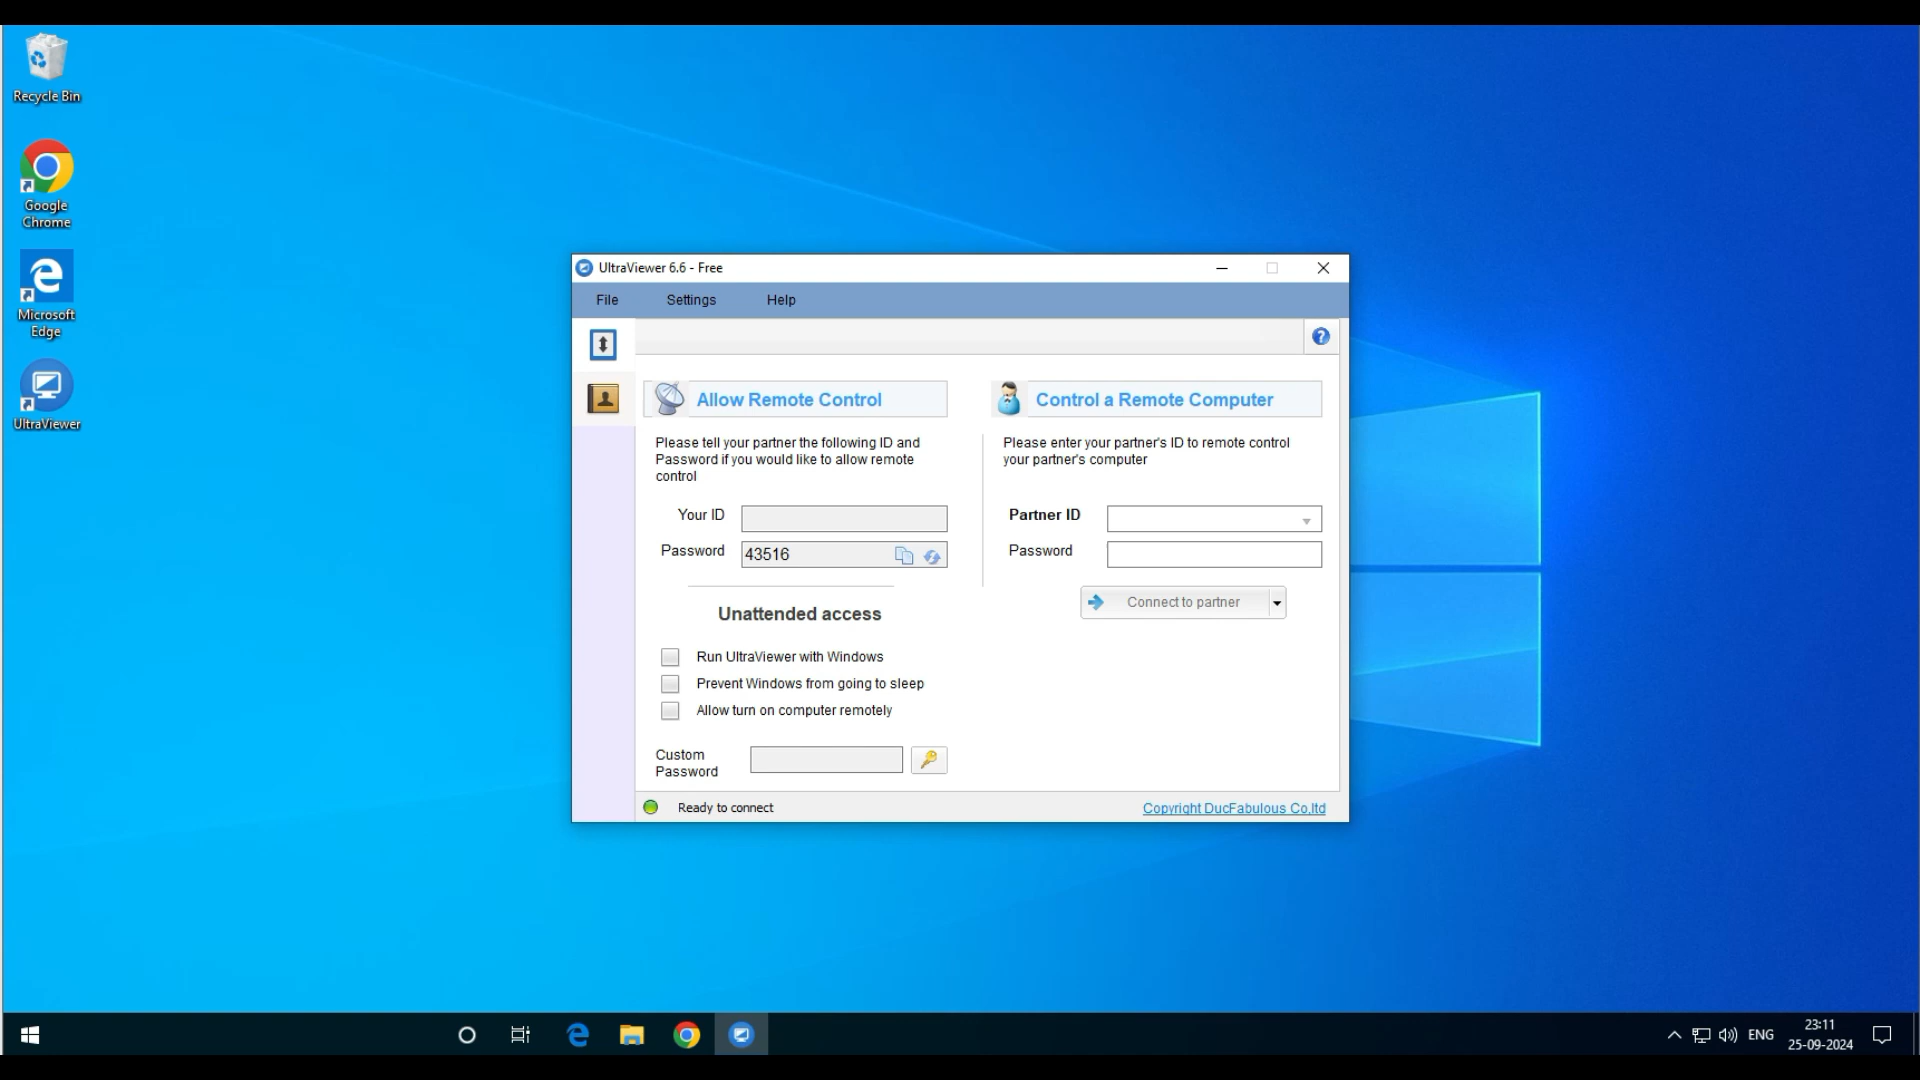 Recycle Bin
Google
Chrome
Microsoft
Edge
UltraViewer
UltraViewer 6.6 - Free
File Settings Help
Allow Remote Control
Please tell your partner the following ID and
Password if you would like to allow remote
control
Your ID
Password 43516
Unattended access
Run UltraViewer with Windows
Prevent Windows from going to sleep
Allow turn on computer remotely
Custom
Password
Control a Remote Computer
Please enter your partner's ID to remote control
your partner's computer
Partner ID
Password
Connect to partner
Ready to connect
Copyright DucFabulous Co,ltd
ENG
23:11
25-09-2024